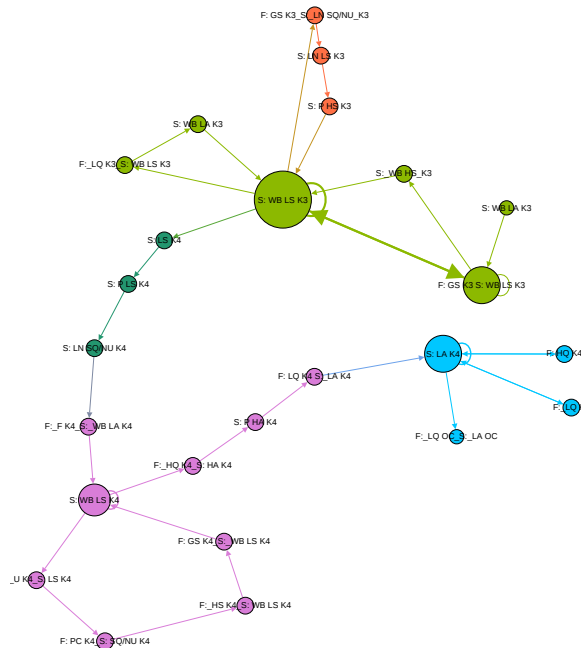 F: GS K3_S:_LN SQ/NU_K3
S: LN LS K3
S: P HS K3
S: WB LA K3
F:_LQ K3_S: WB LS K3
S:_WB HS_K3
S: WB LS K3
S: WB LA K3
S: LS K4
S: P LS K4
F: GS K3 S: WB LS K3
S: LN SQ/NU K4
S: LA K4
F: HQ K4
F: LQ K4 S:_LA K4
F:_LQ
S: P HA K4
F:_F K4_S:_WB LA K4
F:_LQ OC_S:_LA OC
F:_HQ K4_S: HA K4
S: WB LS K4
F: GS K4_S:_WB LS K4
_U K4_S: LS K4
F:_HS K4_S: WB LS K4
F: PC K4_S: SQ/NU K4